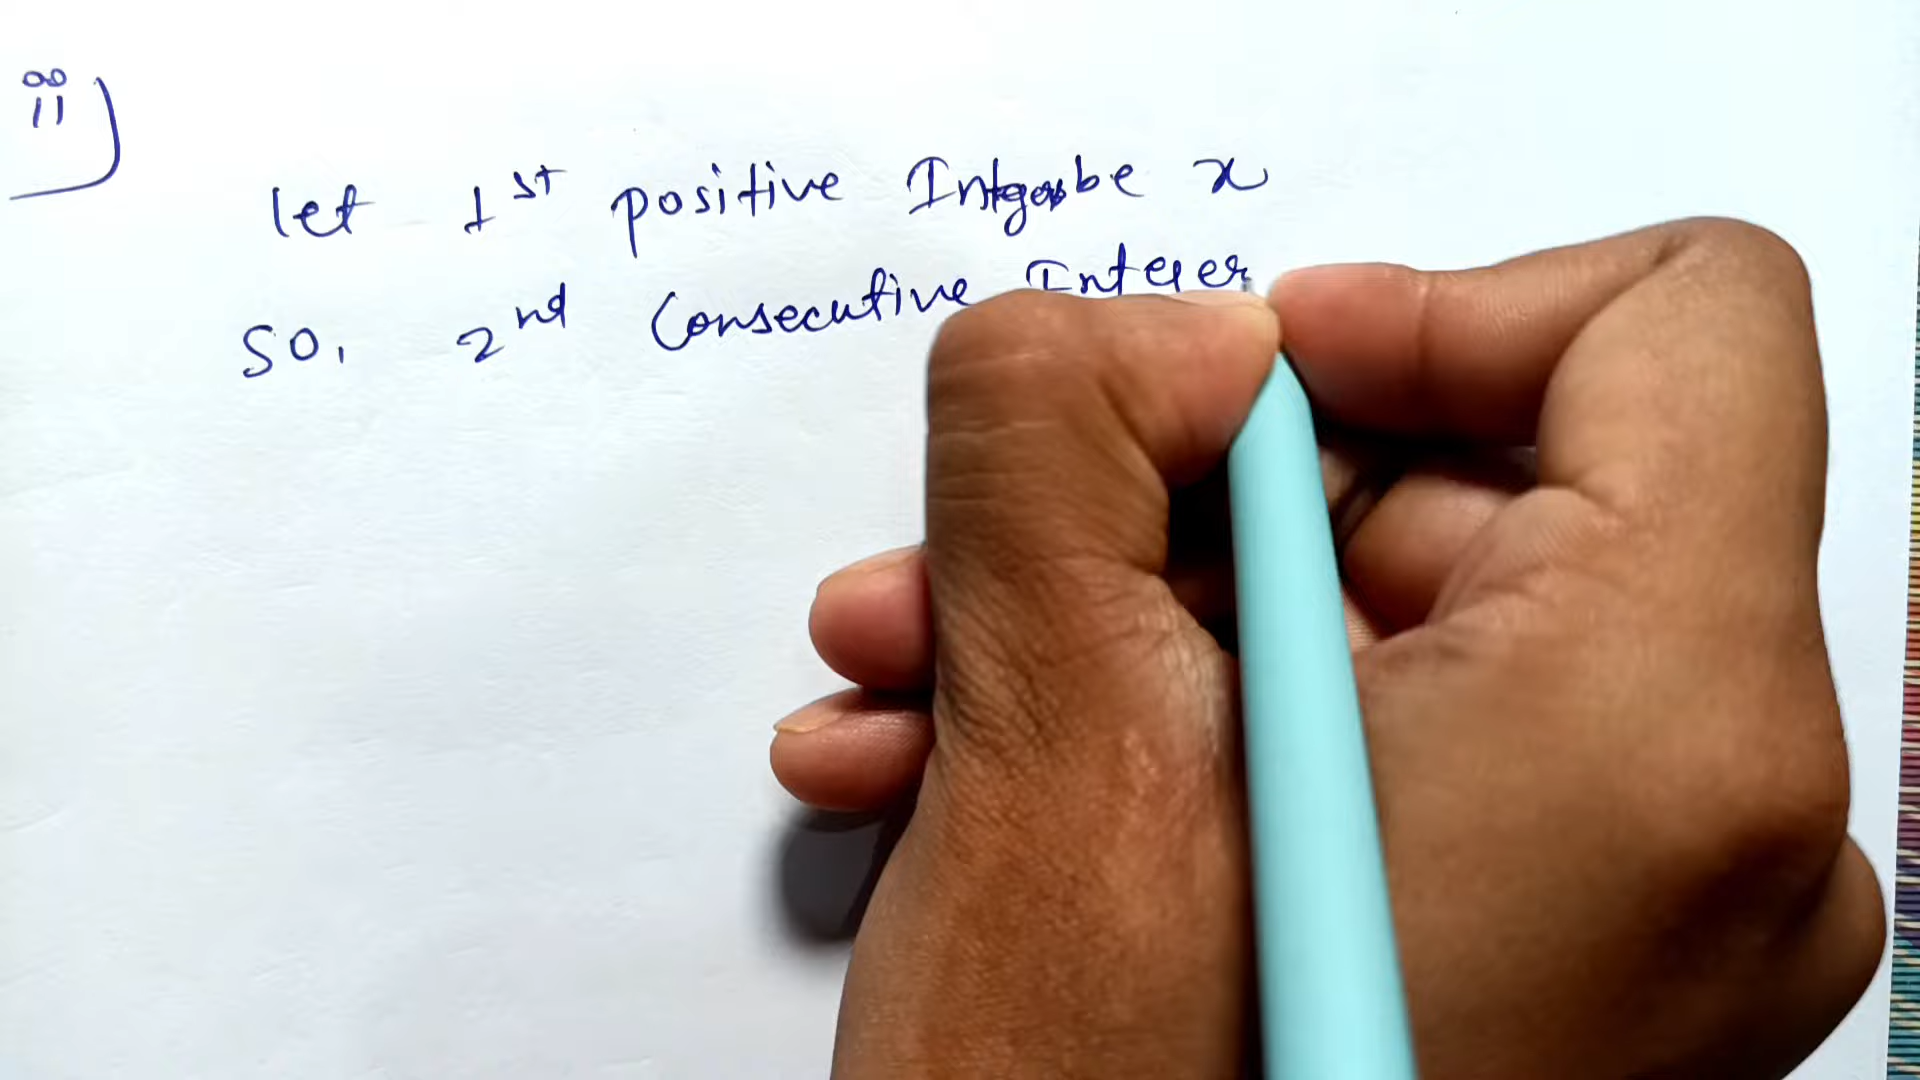 ii)
let 1st positive Integer be x
So, 2nd Consecutive Integer